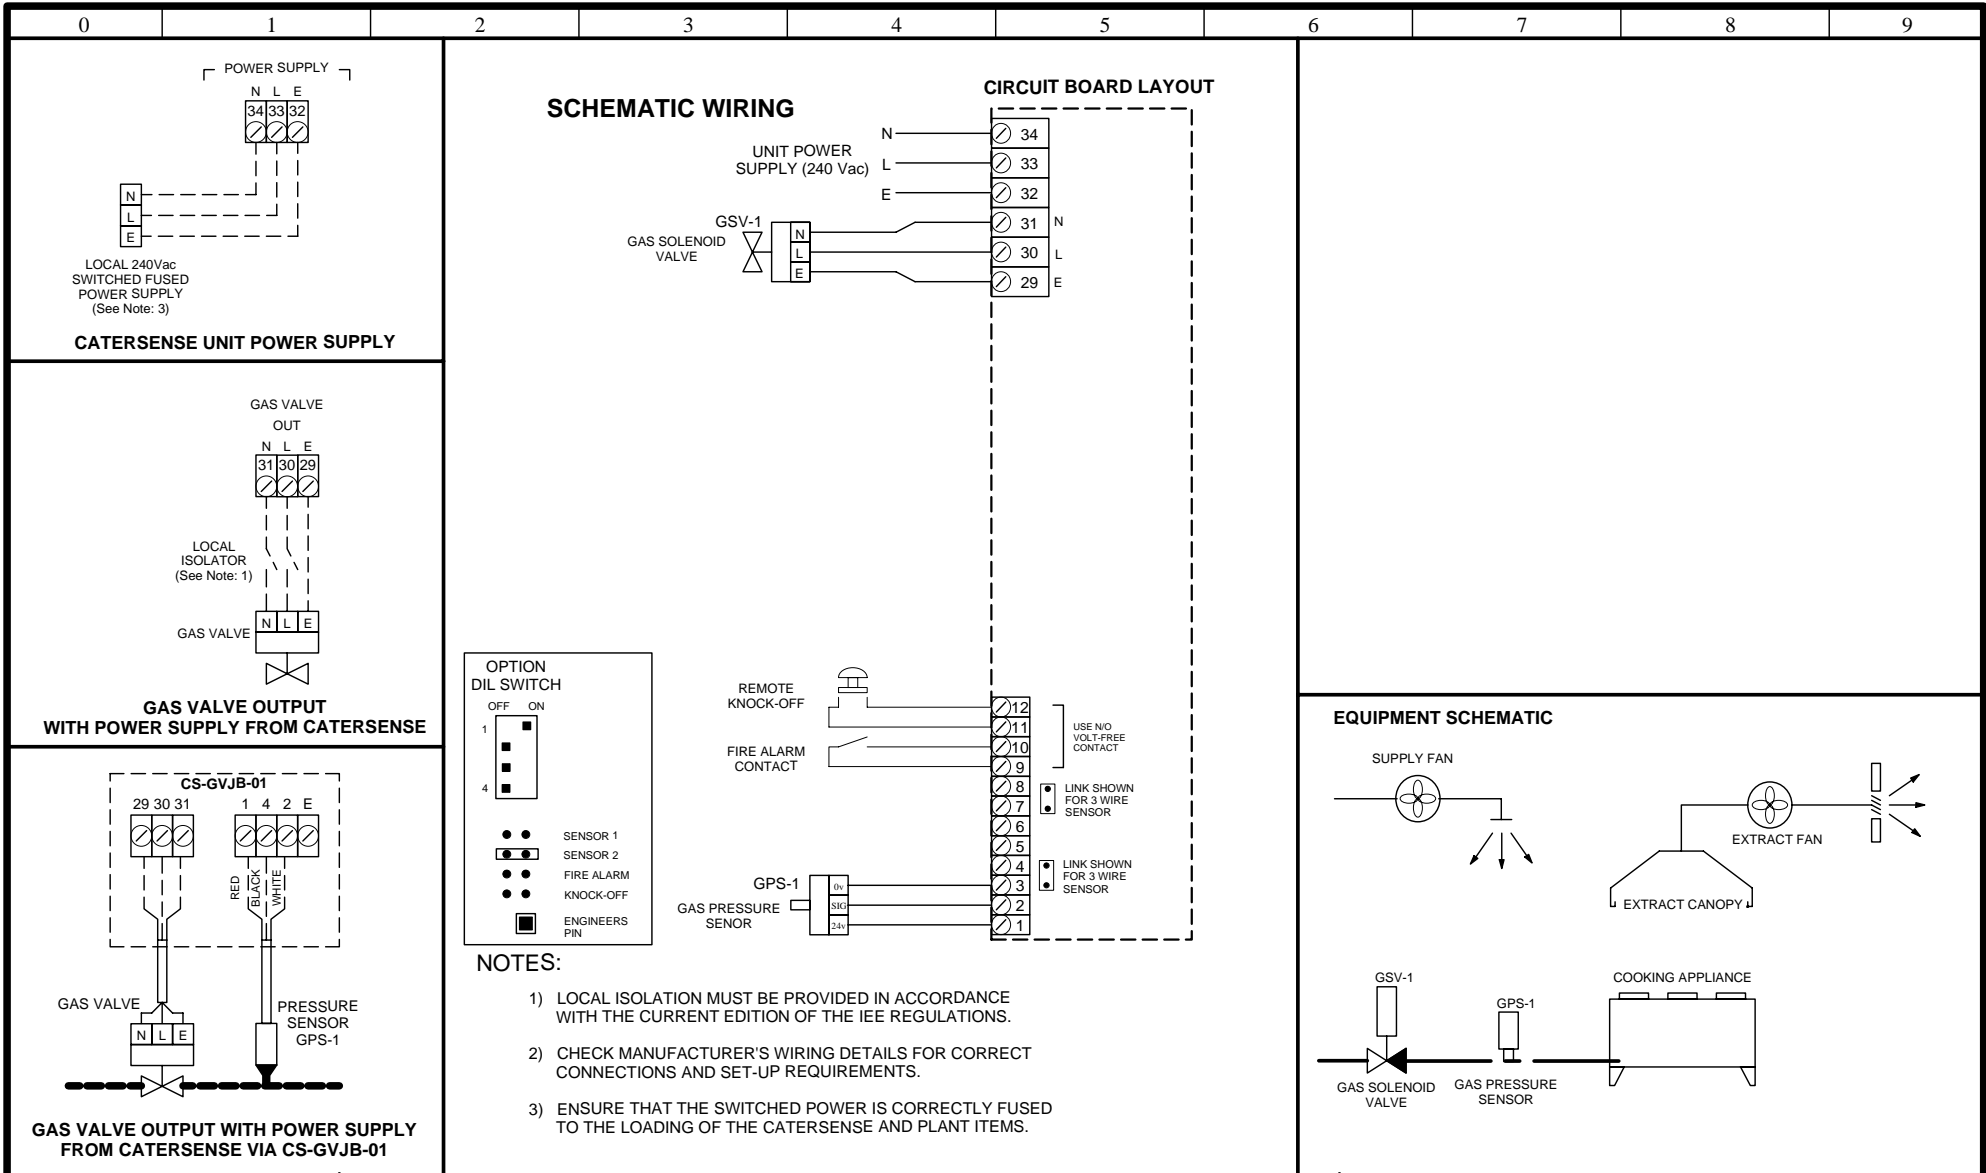 0 1 2 3 4 5 6 7 8 9
POWER SUPPLY
N L E
34 33 32
N
L
E
LOCAL 240Vac
SWITCHED FUSED
POWER SUPPLY
(See Note: 3)
CATERSENSE UNIT POWER SUPPLY
GAS VALVE
OUT
N L E
31 30 29
LOCAL
ISOLATOR
(See Note: 1)
N L E
GAS VALVE
GAS VALVE OUTPUT
WITH POWER SUPPLY FROM CATERSENSE
CS-GVJB-01
29 30 31 1 4 2 E
RED
BLACK
WHITE
GAS VALVE
N L E
PRESSURE
SENSOR
GPS-1
GAS VALVE OUTPUT WITH POWER SUPPLY
FROM CATERSENSE VIA CS-GVJB-01
SCHEMATIC WIRING
CIRCUIT BOARD LAYOUT
UNIT POWER
SUPPLY (240 Vac)
N
L
E
34
33
32
31 N
30 L
29 E
GSV-1
GAS SOLENOID
VALVE
N
L
E
OPTION
DIL SWITCH
OFF ON
1
4
SENSOR 1
SENSOR 2
FIRE ALARM
KNOCK-OFF
ENGINEERS
PIN
REMOTE
KNOCK-OFF
FIRE ALARM
CONTACT
12
11
10
9
8
7
6
5
4
3
2
1
USE N/O
VOLT-FREE
CONTACT
LINK SHOWN
FOR 3 WIRE
SENSOR
LINK SHOWN
FOR 3 WIRE
SENSOR
GPS-1
GAS PRESSURE
SENOR
0v
SIG
24v
NOTES:
1) LOCAL ISOLATION MUST BE PROVIDED IN ACCORDANCE
WITH THE CURRENT EDITION OF THE IEE REGULATIONS.
2) CHECK MANUFACTURER'S WIRING DETAILS FOR CORRECT
CONNECTIONS AND SET-UP REQUIREMENTS.
3) ENSURE THAT THE SWITCHED POWER IS CORRECTLY FUSED
TO THE LOADING OF THE CATERSENSE AND PLANT ITEMS.
EQUIPMENT SCHEMATIC
SUPPLY FAN
EXTRACT FAN
EXTRACT CANOPY
GSV-1
GPS-1
COOKING APPLIANCE
GAS SOLENOID
VALVE
GAS PRESSURE
SENSOR